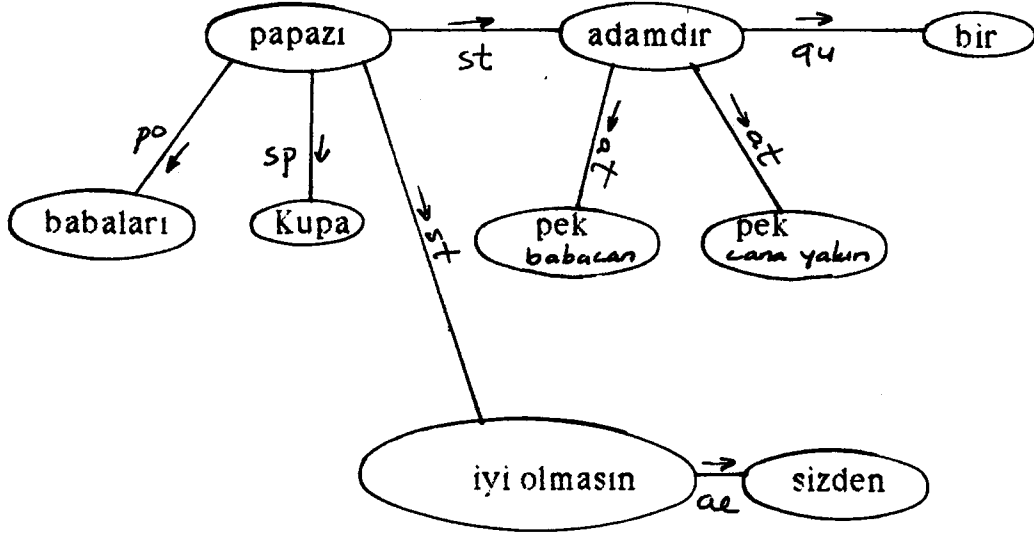 papazı
st
adamdır
qu
bir
po
sp
st
at
at
babaları
Kupa
pek
babacan
pek
cana yakın
iyi olmasın
ae
sizden